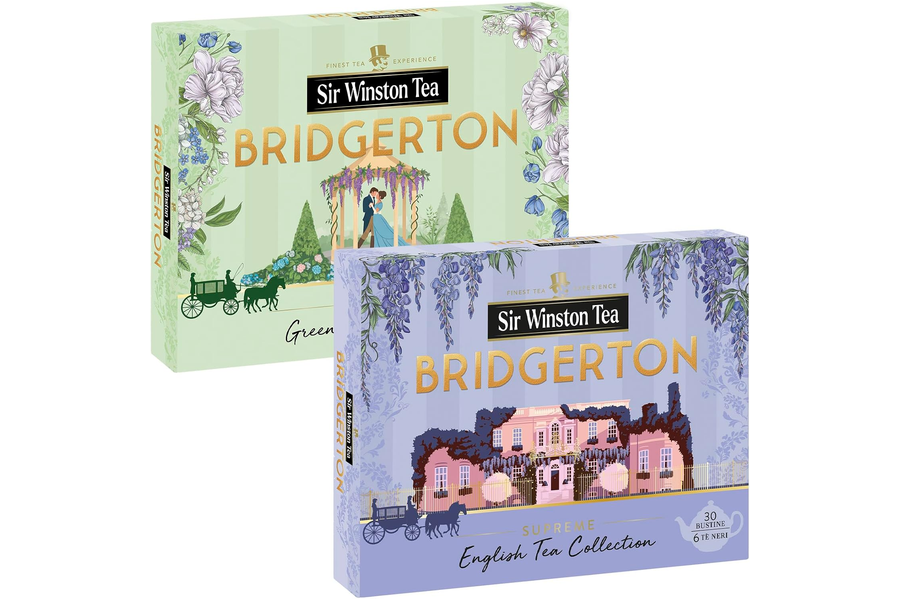 FINEST TEA EXPERIENCE
Sir Winston Tea
BRIDGERTON
BRIDGERTON
Sir Winston Tea
Green
FINEST TEA EXPERIENCE
Sir Winston Tea
BRIDGERTON
BRIDGERTON
Sir Winston Tea
SUPREME
English Tea Collection
30
BUSTINE
6 TÈ NERI